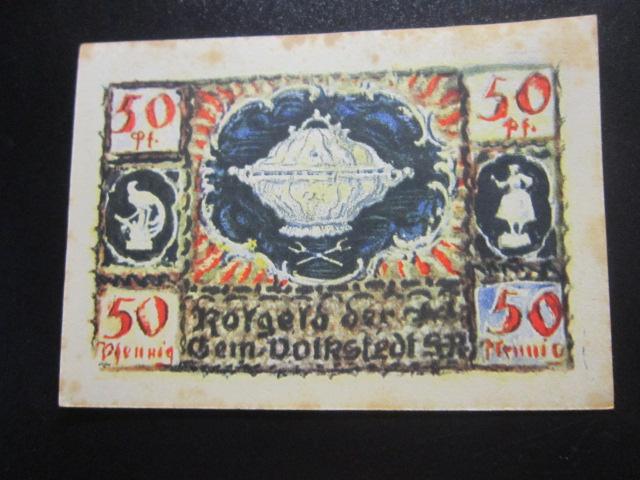 50 Pf.
50 Pf.
50 Pfennig
Notgeld der
Gem. Volkstedt S.R.
50 Pfennig